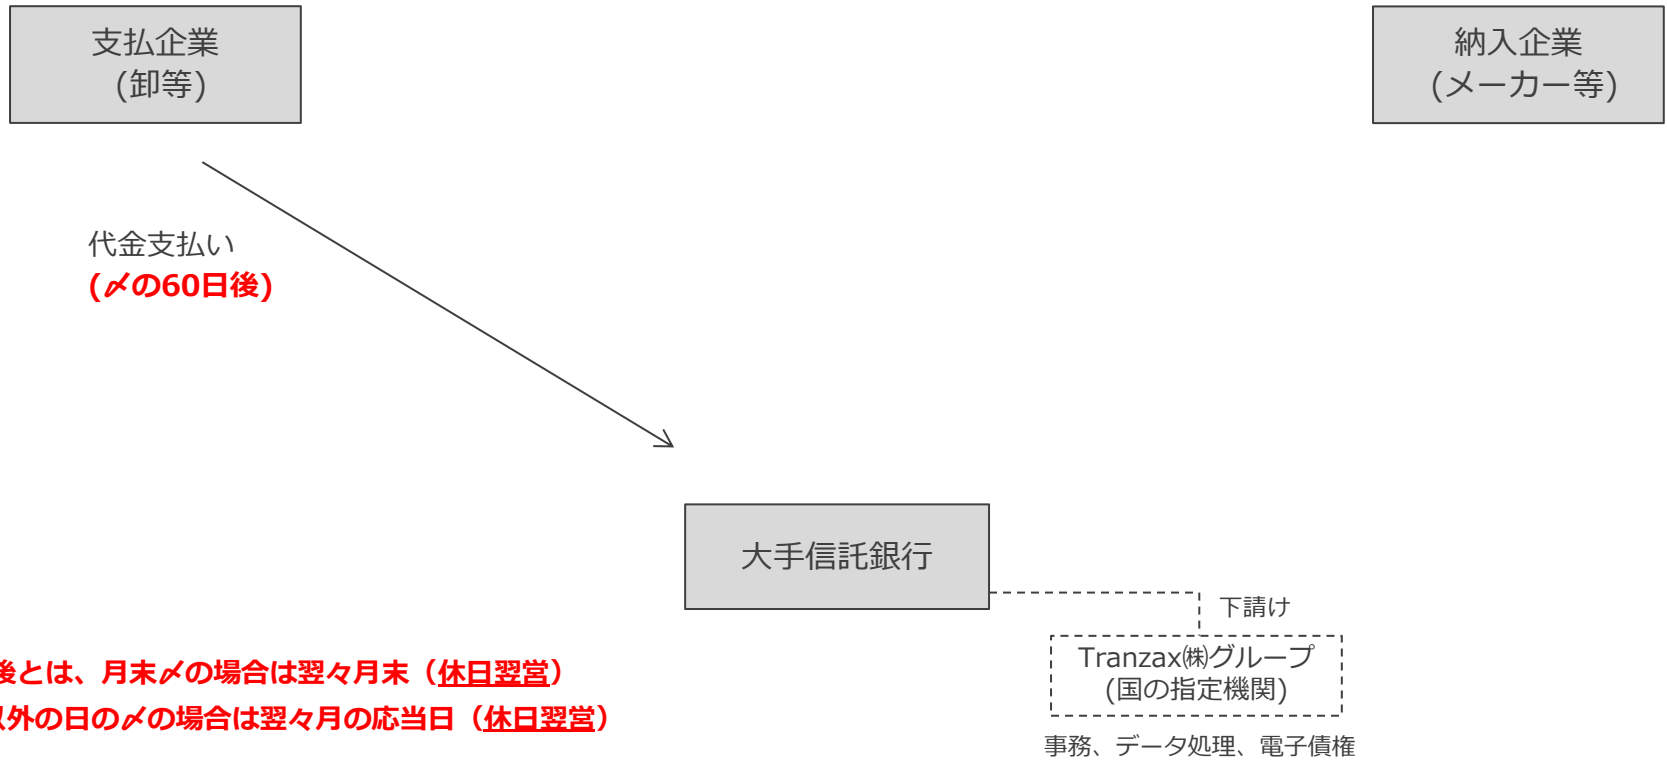 支払企業
(卸等)
納入企業
(メーカー等)
代金支払い
(〆の60日後)
大手信託銀行
下請け
Tranzax㈱グループ
(国の指定機関)
事務、データ処理、電子債権
後とは、月末〆の場合は翌々月末（休日翌営）
以外の日の〆の場合は翌々月の応当日（休日翌営）